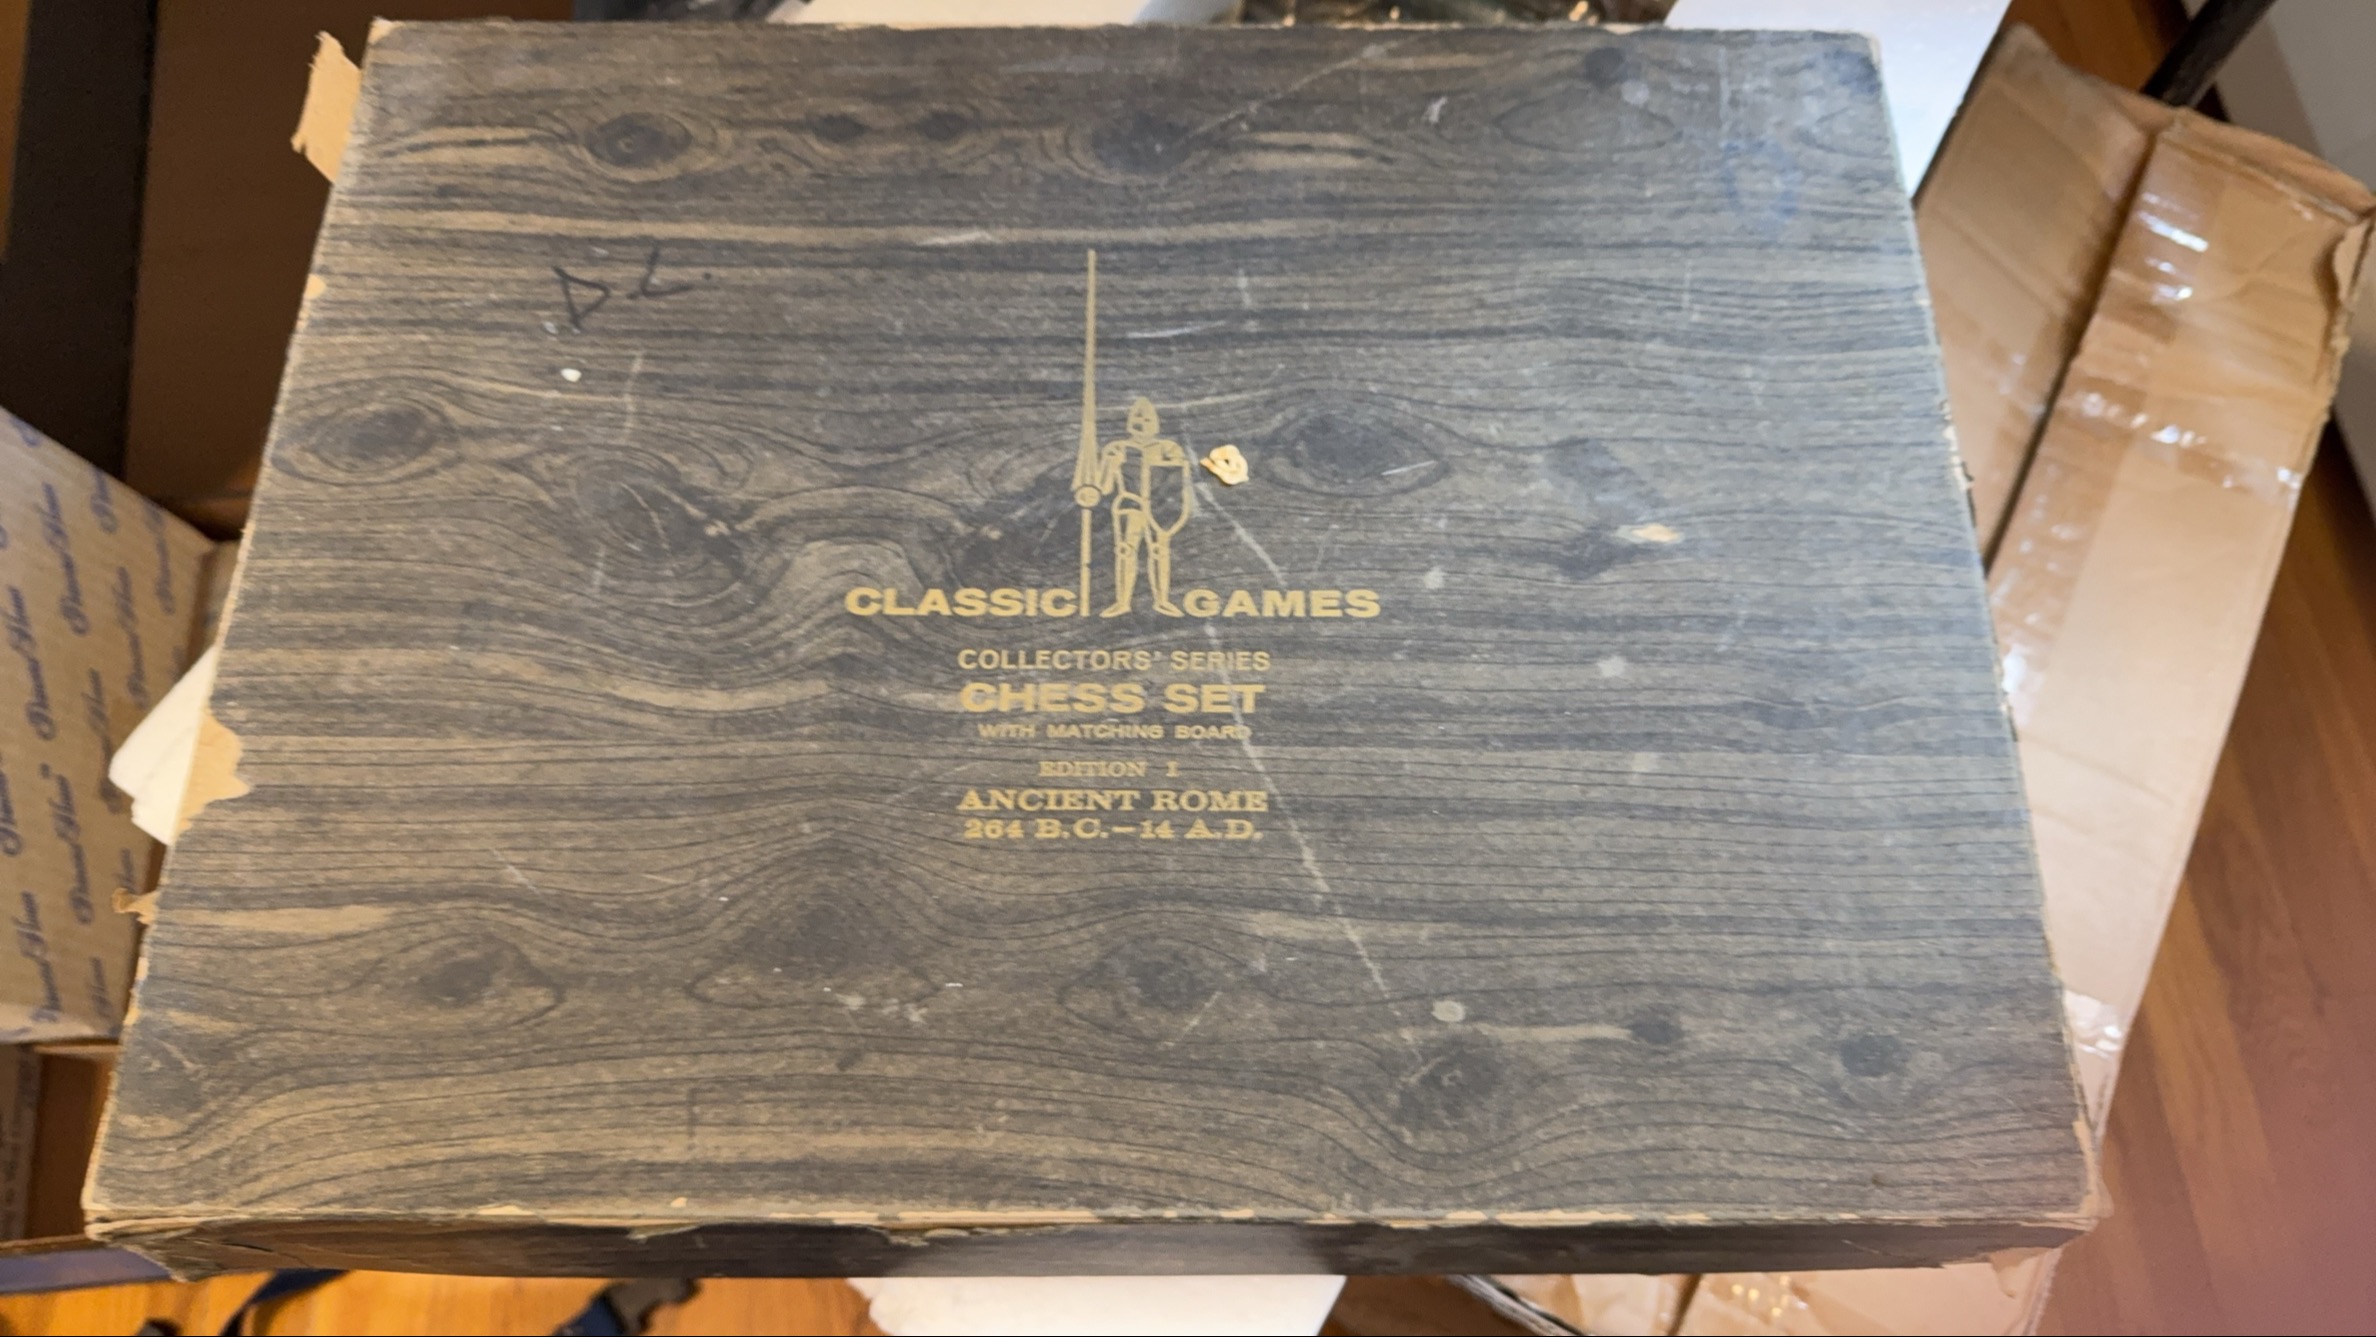 D.L.
CLASSIC GAMES
COLLECTORS' SERIES
CHESS SET
WITH MATCHING BOARD
EDITION I
ANCIENT ROME
264 B.C.–14 A.D.